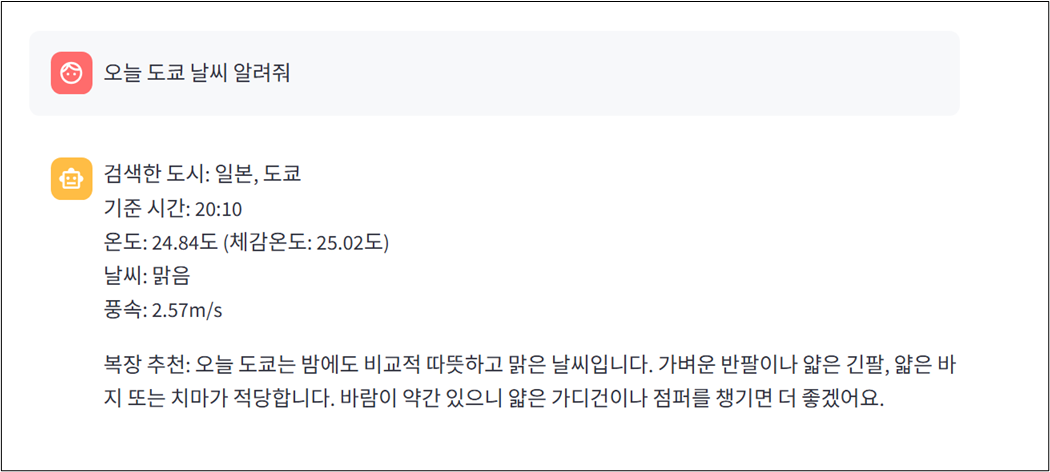 오늘 도쿄 날씨 알려줘
검색한 도시: 일본, 도쿄
기준 시간: 20:10
온도: 24.84도 (체감온도: 25.02도)
날씨: 맑음
풍속: 2.57m/s
복장 추천: 오늘 도쿄는 밤에도 비교적 따뜻하고 맑은 날씨입니다. 가벼운 반팔이나 얇은 긴팔, 얇은 바
지 또는 치마가 적당합니다. 바람이 약간 있으니 얇은 가디건이나 점퍼를 챙기면 더 좋겠어요.